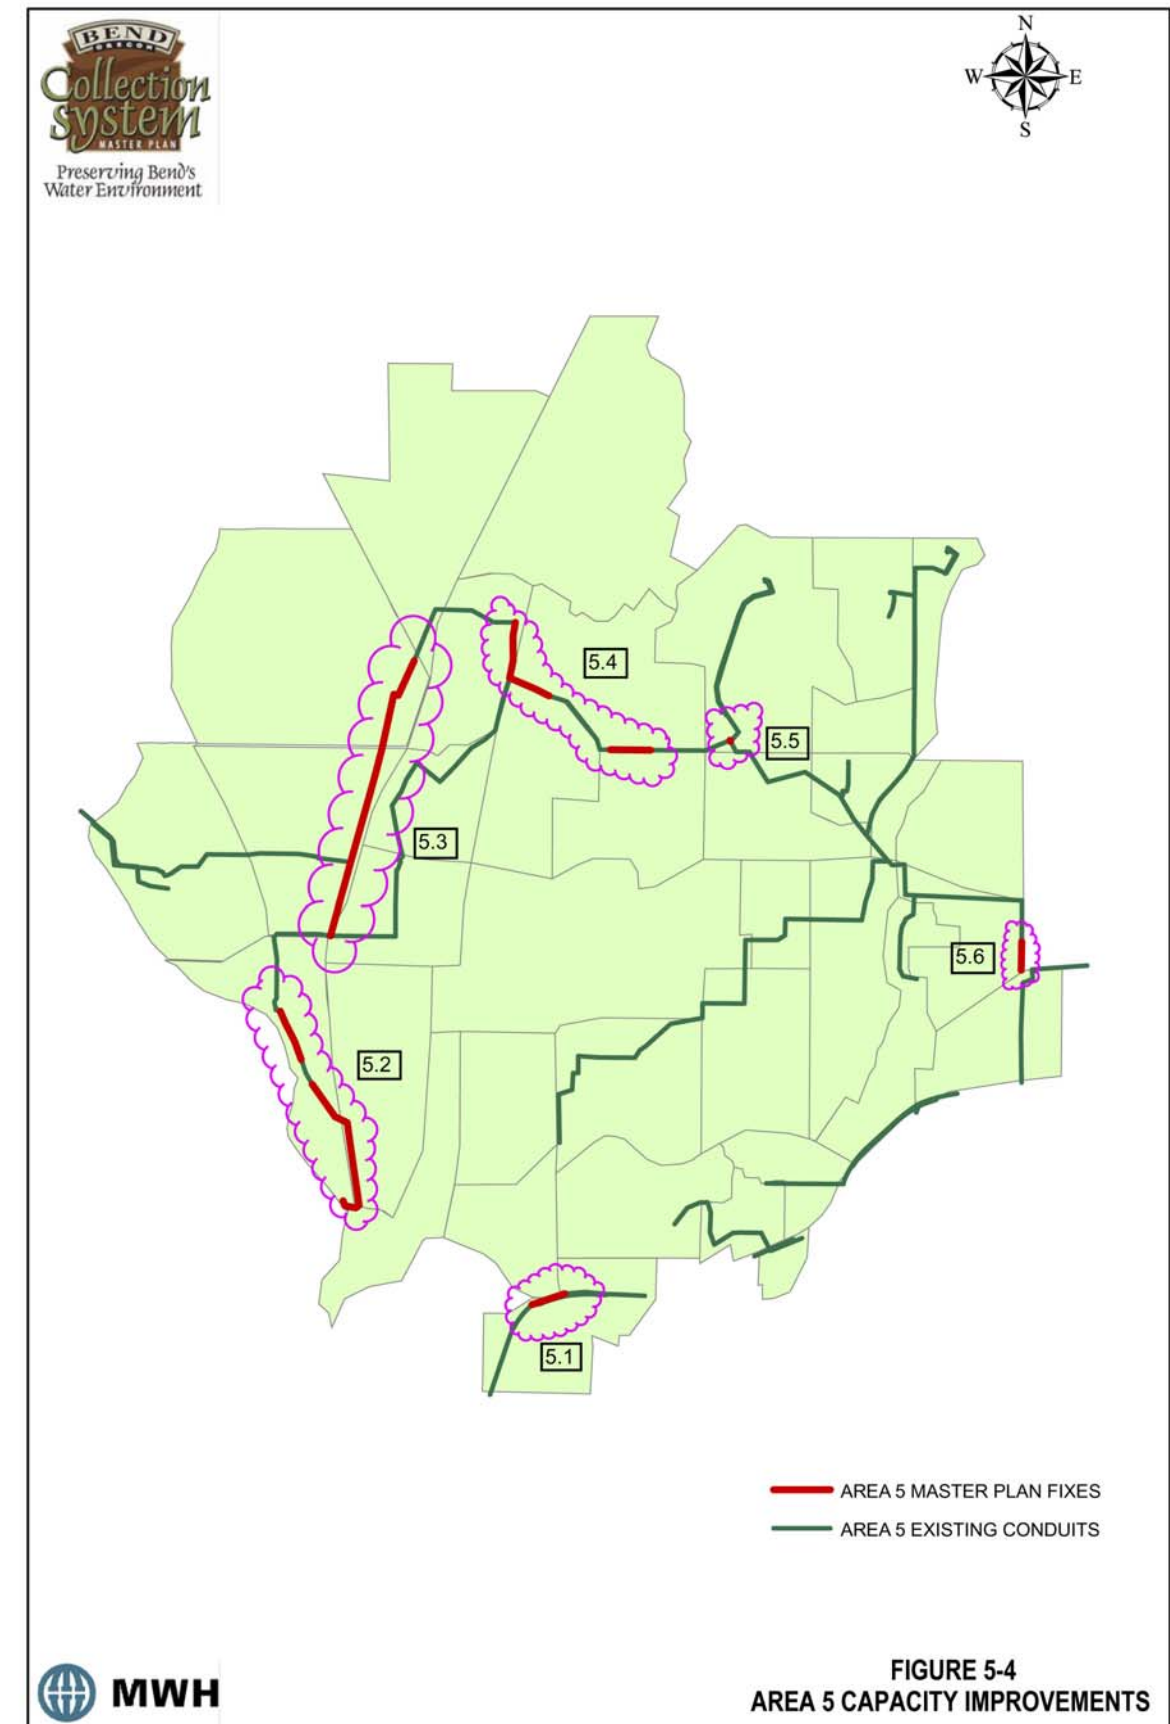 BEND
OREGON
Collection
System
MASTER PLAN
Preserving Bend's
Water Environment
N
W E
S
5.4
5.5
5.3
5.6
5.2
5.1
AREA 5 MASTER PLAN FIXES
AREA 5 EXISTING CONDUITS
MWH
FIGURE 5-4
AREA 5 CAPACITY IMPROVEMENTS